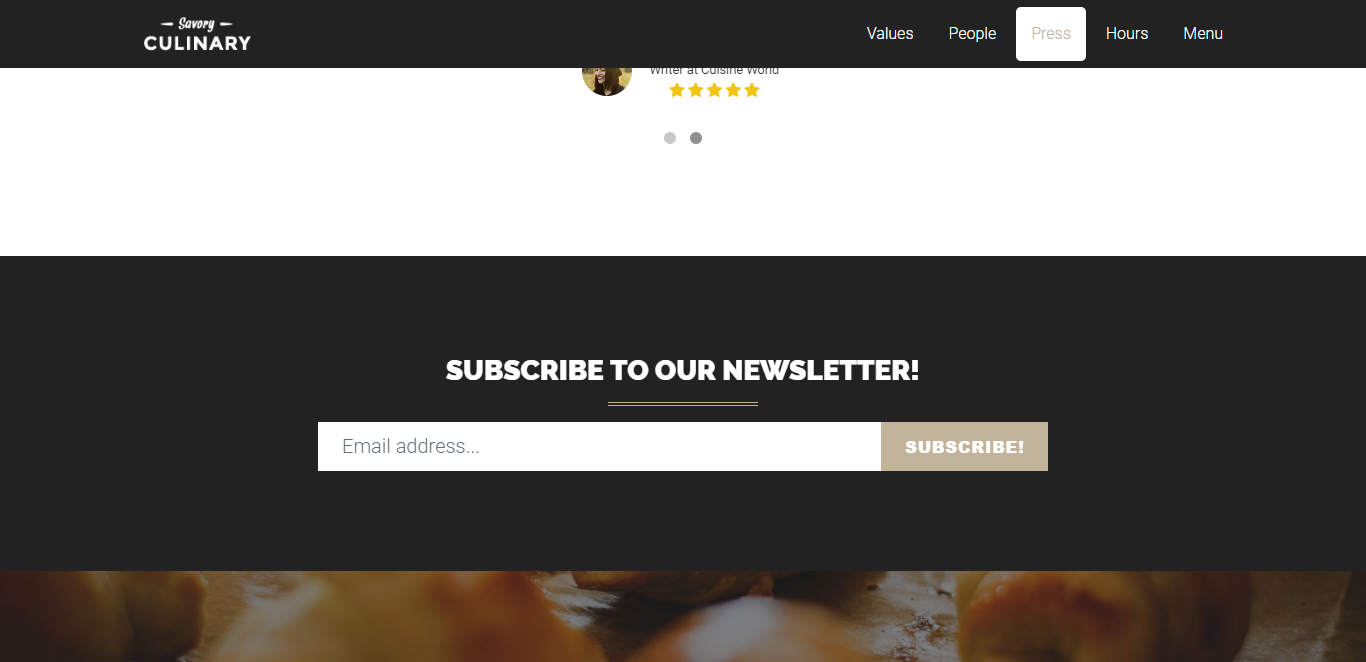 Savory
CULINARY
Values
People
Press
Hours
Menu
Writer at Cuisine World
SUBSCRIBE TO OUR NEWSLETTER!
Email address...
SUBSCRIBE!